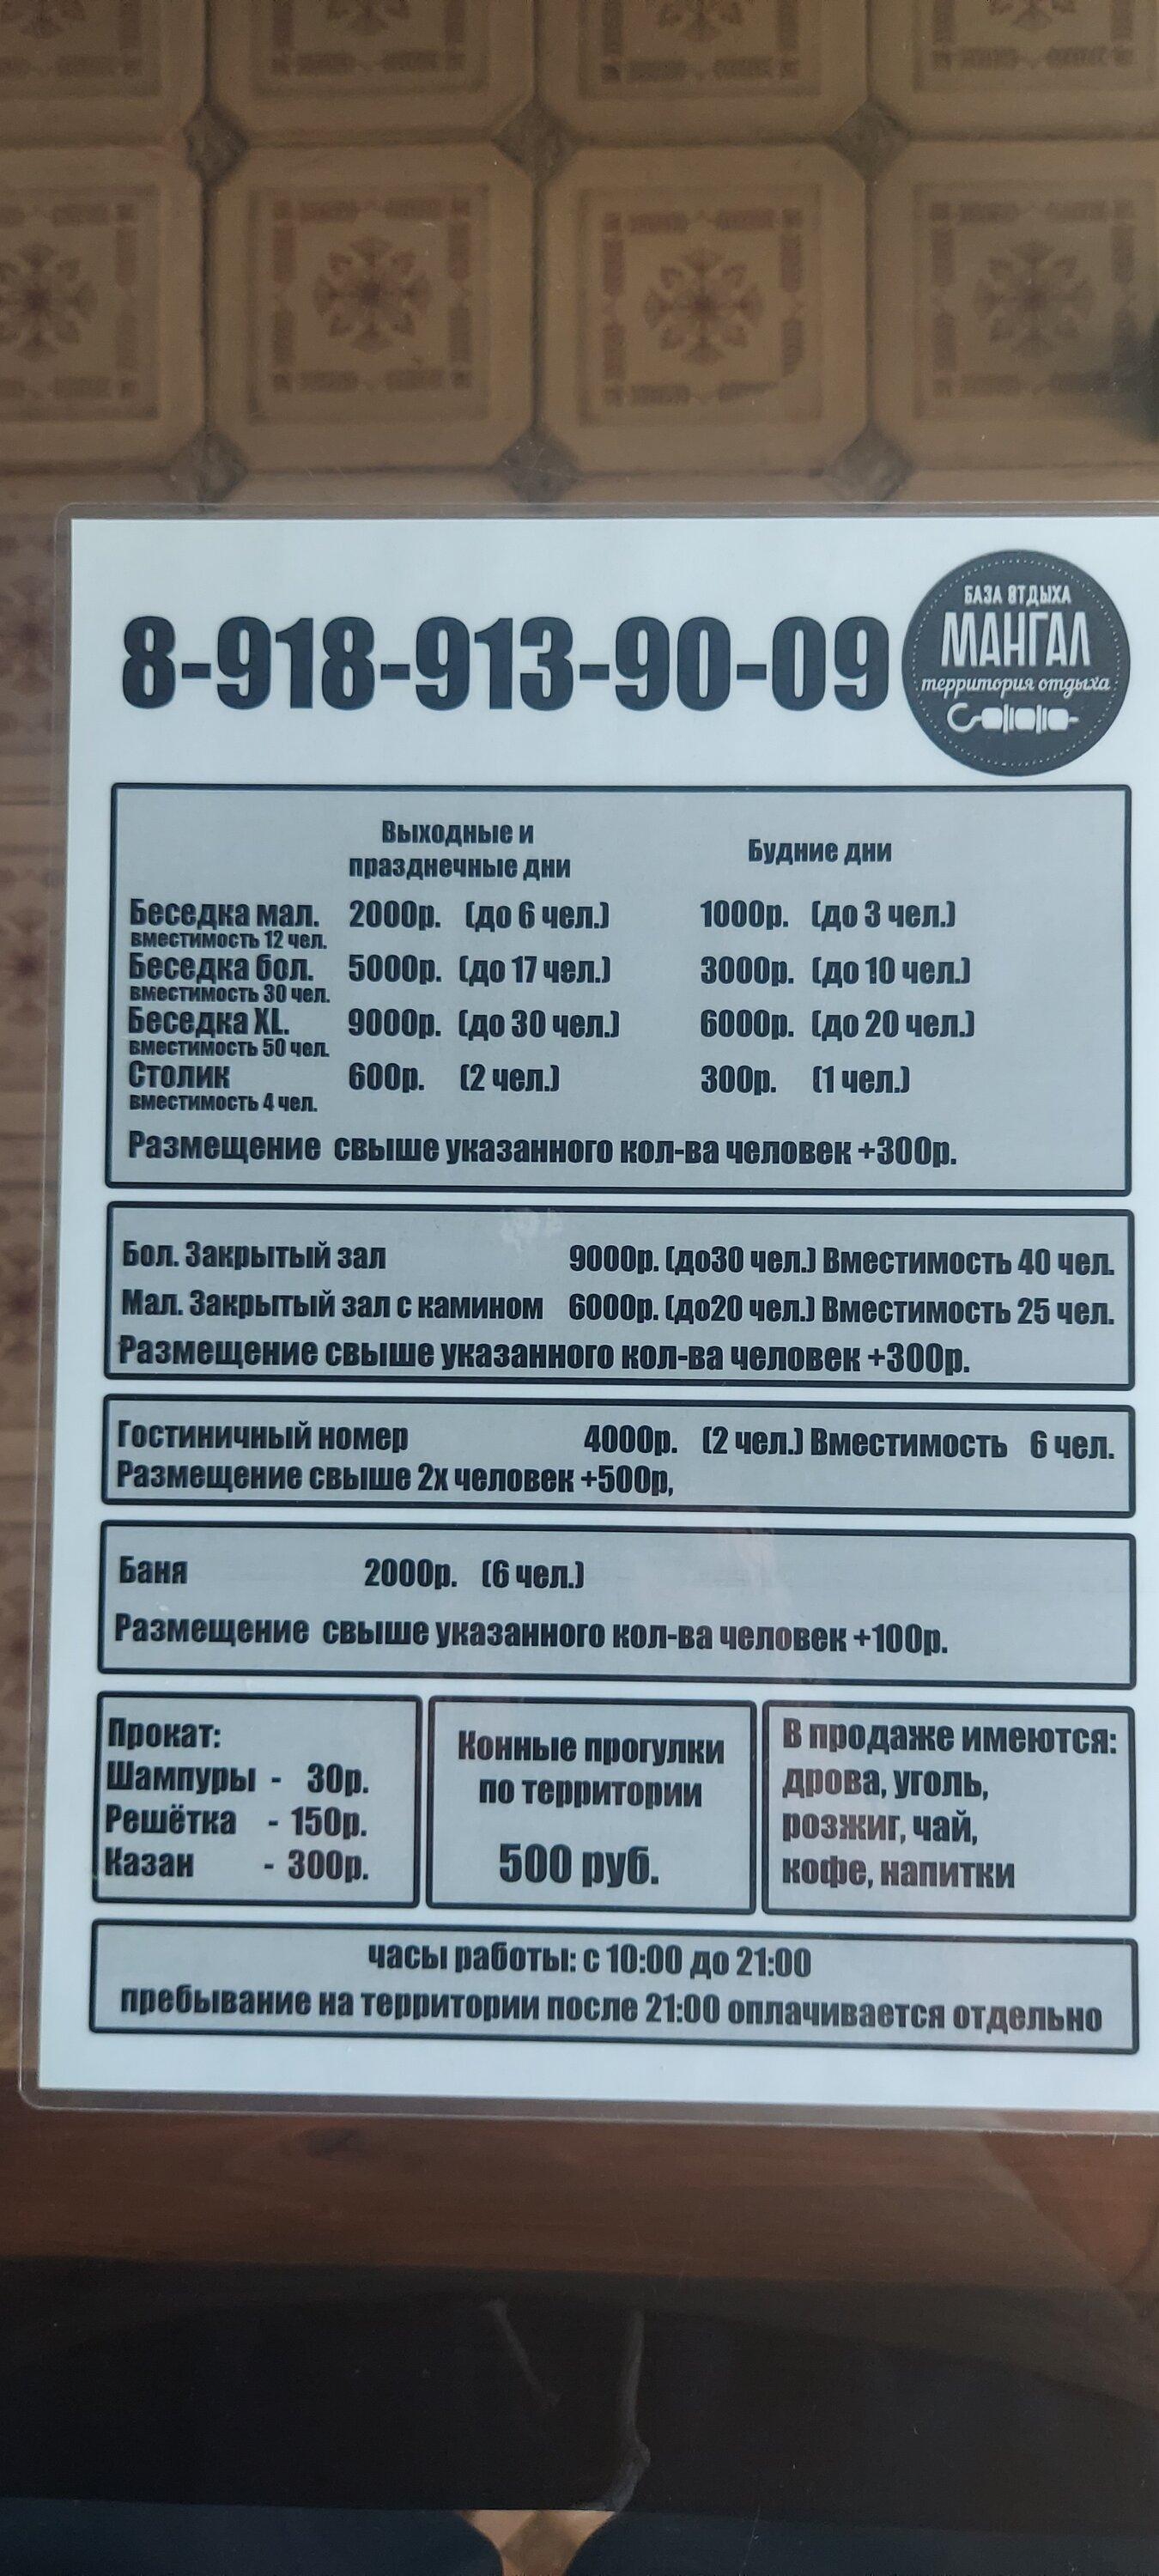 8-918-913-90-09
БАЗА ОТДЫХА
МАНГАЛ
территория отдыха
Выходные и
праздничные дни
Будние дни
Беседка мал. 2000р. (до 6 чел.) 1000р. (до 3 чел.)
вместимость 12 чел.
Беседка бол. 5000р. (до 17 чел.) 3000р. (до 10 чел.)
вместимость 30 чел.
Беседка XL. 9000р. (до 30 чел.) 6000р. (до 20 чел.)
вместимость 50 чел.
Столик 600р. (2 чел.) 300р. (1 чел.)
вместимость 4 чел.
Размещение свыше указанного кол-ва человек +300р.
Бол. Закрытый зал 9000р. (до30 чел.) Вместимость 40 чел.
Мал. Закрытый зал с камином 6000р. (до20 чел.) Вместимость 25 чел.
Размещение свыше указанного кол-ва человек +300р.
Гостиничный номер 4000р. (2 чел.) Вместимость 6 чел.
Размещение свыше 2х человек +500р,
Баня 2000р. (6 чел.)
Размещение свыше указанного кол-ва человек +100р.
Прокат:
Шампуры - 30р.
Решётка - 150р.
Казан - 300р.
Конные прогулки
по территории
500 руб.
В продаже имеются:
дрова, уголь,
розжиг, чай,
кофе, напитки
часы работы: с 10:00 до 21:00
пребывание на территории после 21:00 оплачивается отдельно